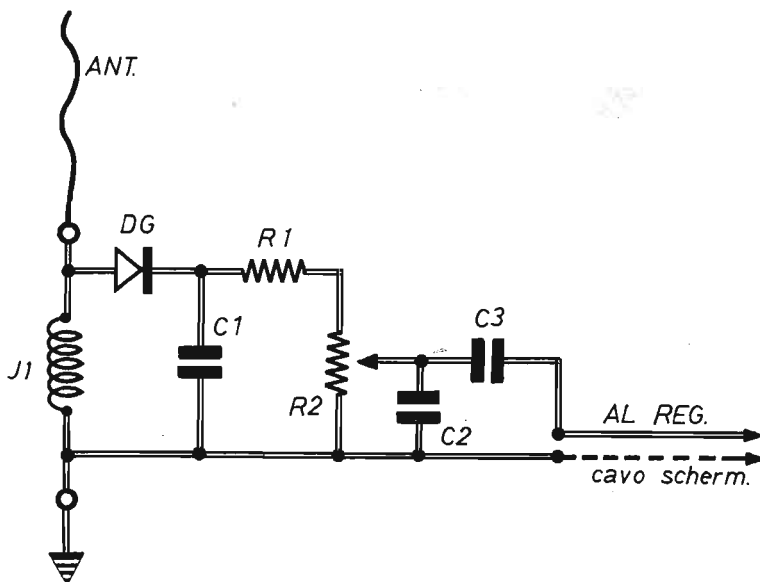 ANT.
DG
R1
C1
C3
J1
R2
C2
AL REG.
cavo scherm.